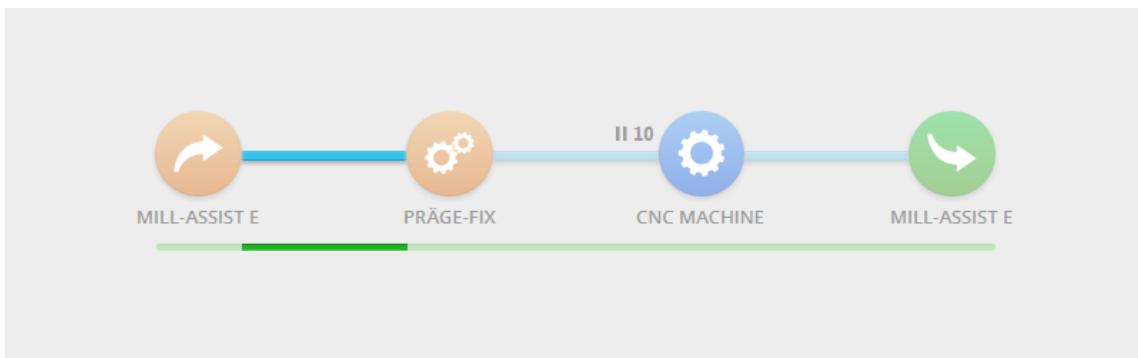 II 10
MILL-ASSIST E
PRÄGE-FIX
CNC MACHINE
MILL-ASSIST E